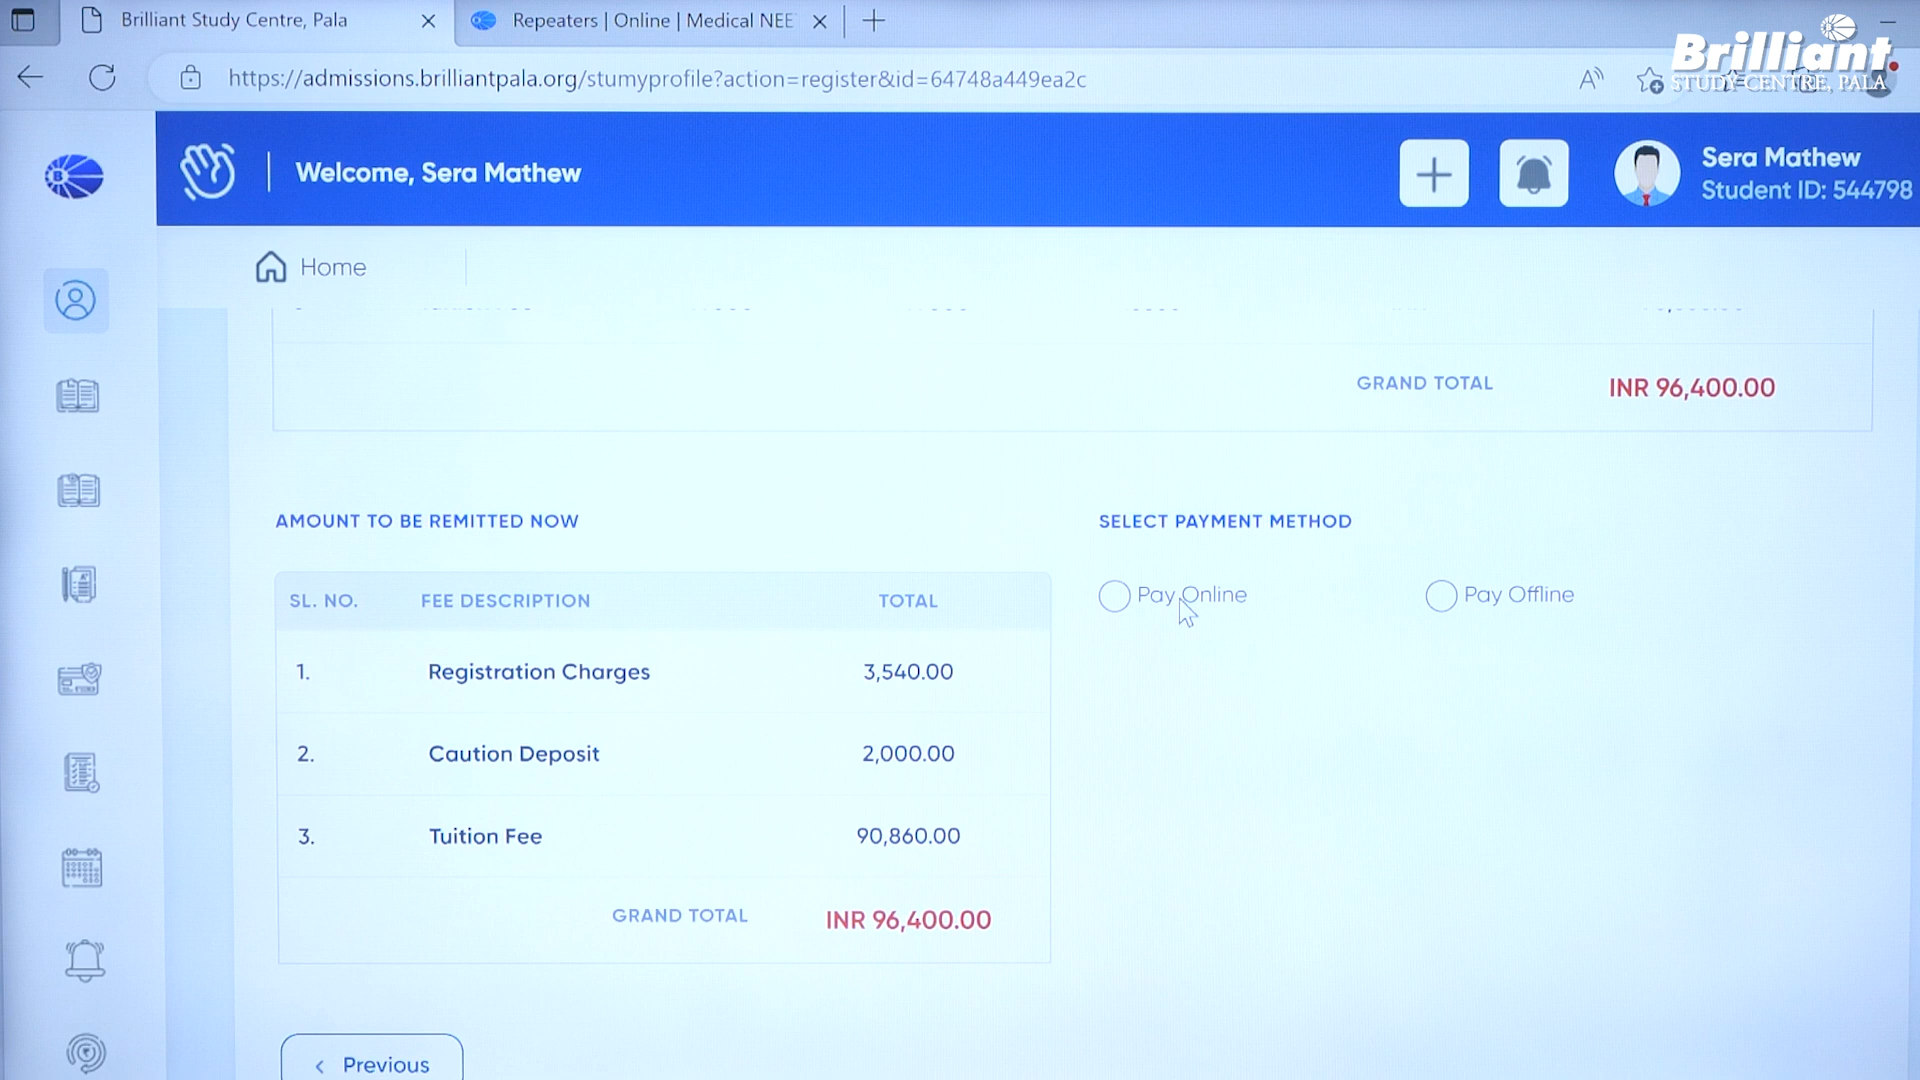 Brilliant Study Centre, Pala
Repeaters | Online | Medical NEE
https://admissions.brilliantpala.org/stumyprofile?action=register&id=64748a449ea2c
Brilliant
STUDY CENTRE, PALA
Welcome, Sera Mathew
Sera Mathew
Student ID: 544798
Home
GRAND TOTAL INR 96,400.00
AMOUNT TO BE REMITTED NOW
SELECT PAYMENT METHOD
SL. NO. FEE DESCRIPTION TOTAL
Pay Online Pay Offline
1. Registration Charges 3,540.00
2. Caution Deposit 2,000.00
3. Tuition Fee 90,860.00
GRAND TOTAL INR 96,400.00
< Previous